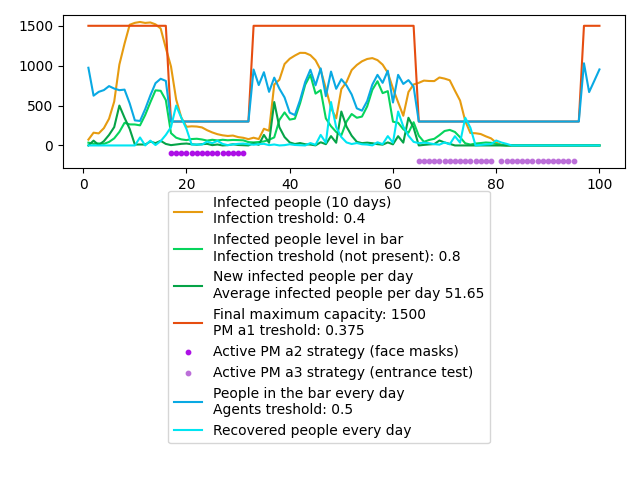 1500
1000
500
0
0
20
40
60
80
100
Infected people (10 days)
Infection treshold: 0.4
Infected people level in bar
Infection treshold (not present): 0.8
New infected people per day
Average infected people per day 51.65
Final maximum capacity: 1500
PM a1 treshold: 0.375
Active PM a2 strategy (face masks)
Active PM a3 strategy (entrance test)
People in the bar every day
Agents treshold: 0.5
Recovered people every day